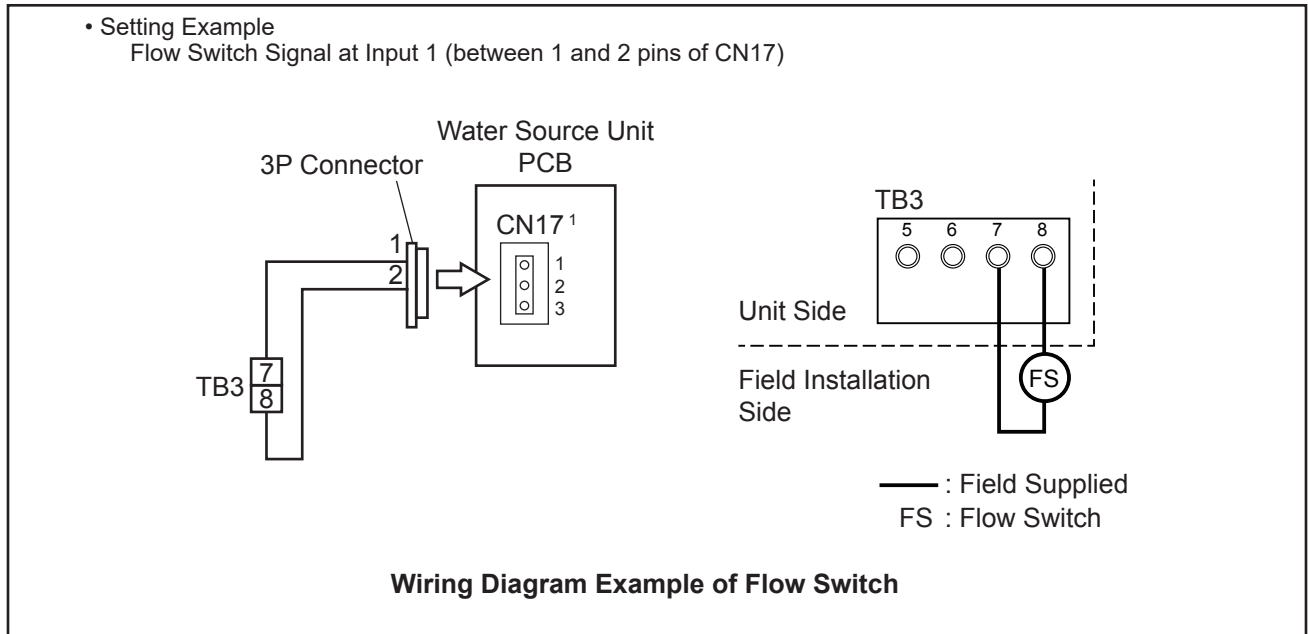 • Setting Example
Flow Switch Signal at Input 1 (between 1 and 2 pins of CN17)
Water Source Unit
PCB
3P Connector
CN17 1
1
2
1
2
3
TB3
7
8
TB3
5 6 7 8
Unit Side
Field Installation
Side
FS
: Field Supplied
FS : Flow Switch
Wiring Diagram Example of Flow Switch